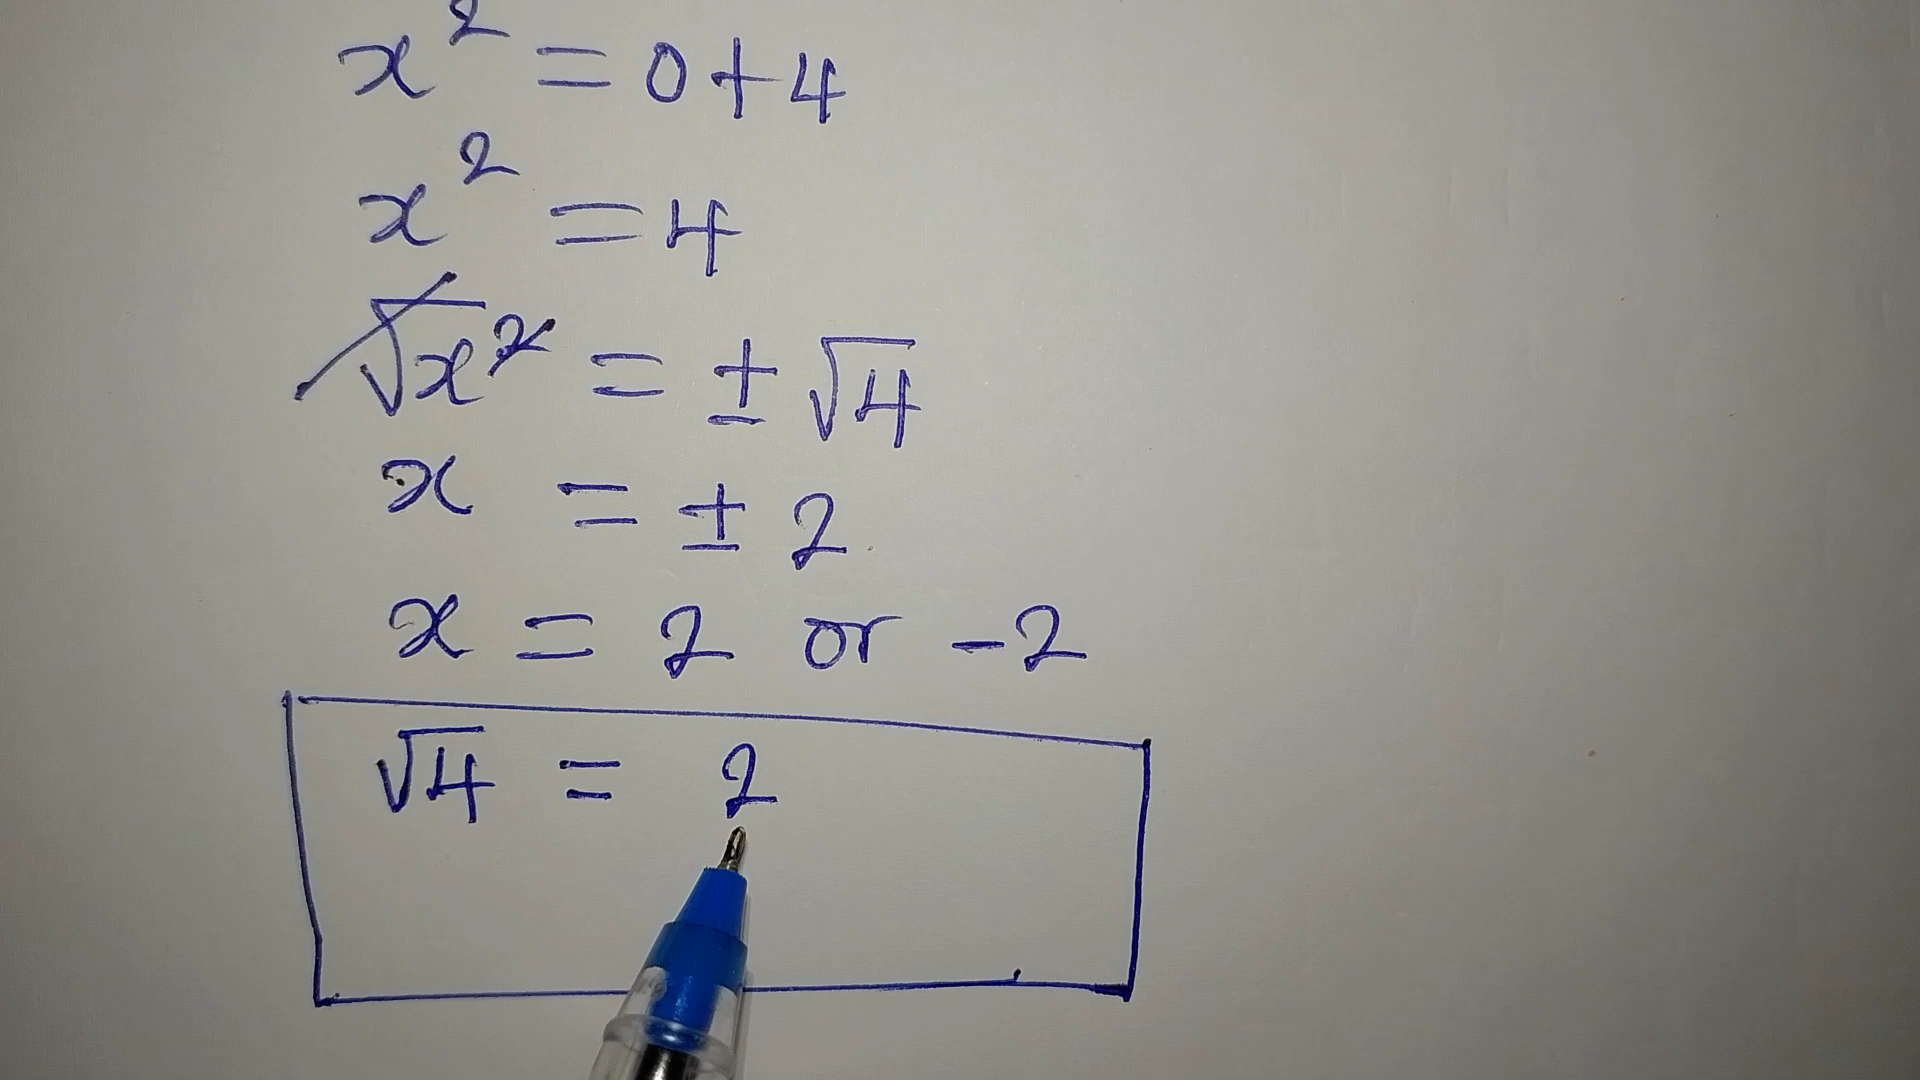 x² = 0 + 4
x² = 4
√x² = ± √4
x = ± 2
x = 2 or -2
√4 = 2